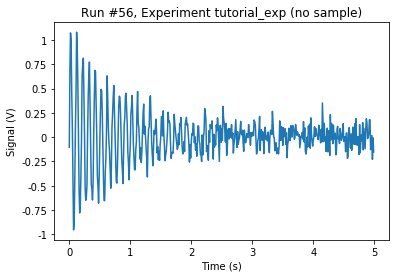 Run #56, Experiment tutorial_exp (no sample)
Signal (V)
1
0.75
0.50
0.25
0
-0.25
-0.5
-0.75
-1
0 1 2 3 4 5
Time (s)